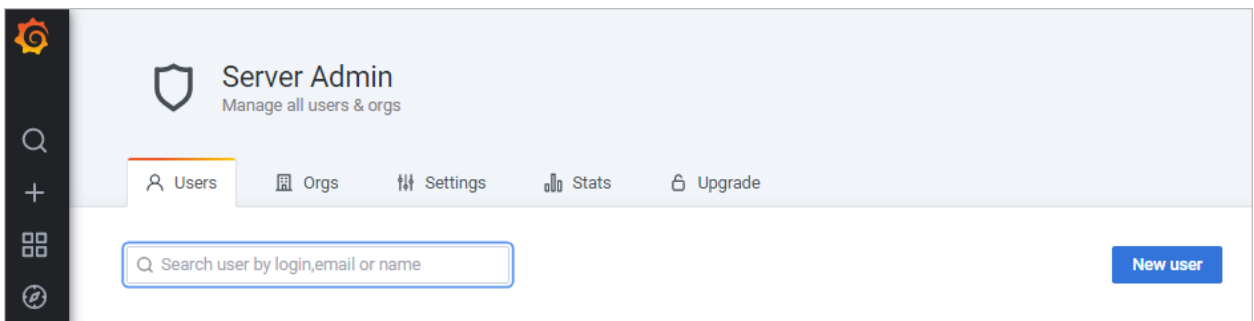 Server Admin
Manage all users & orgs
Users Orgs Settings Stats Upgrade
Search user by login,email or name New user